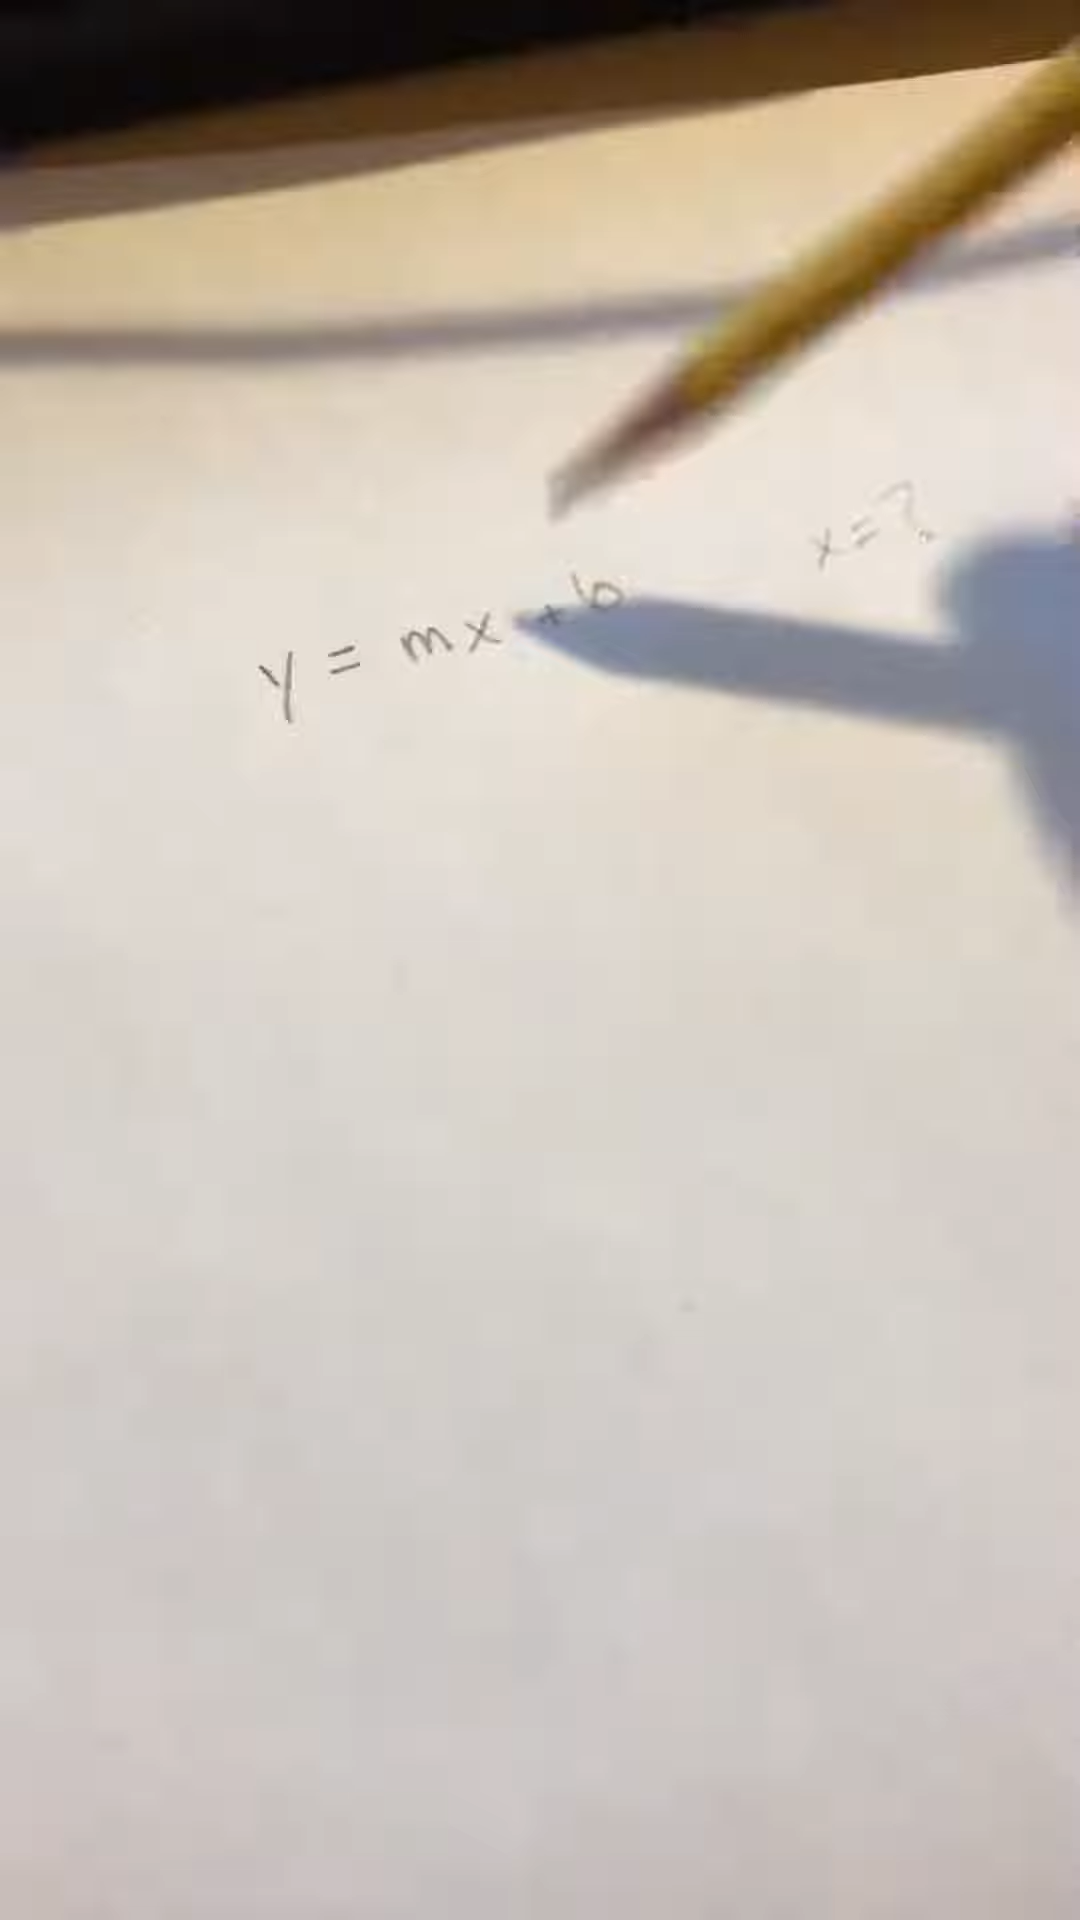 y = mx + b
x = ?